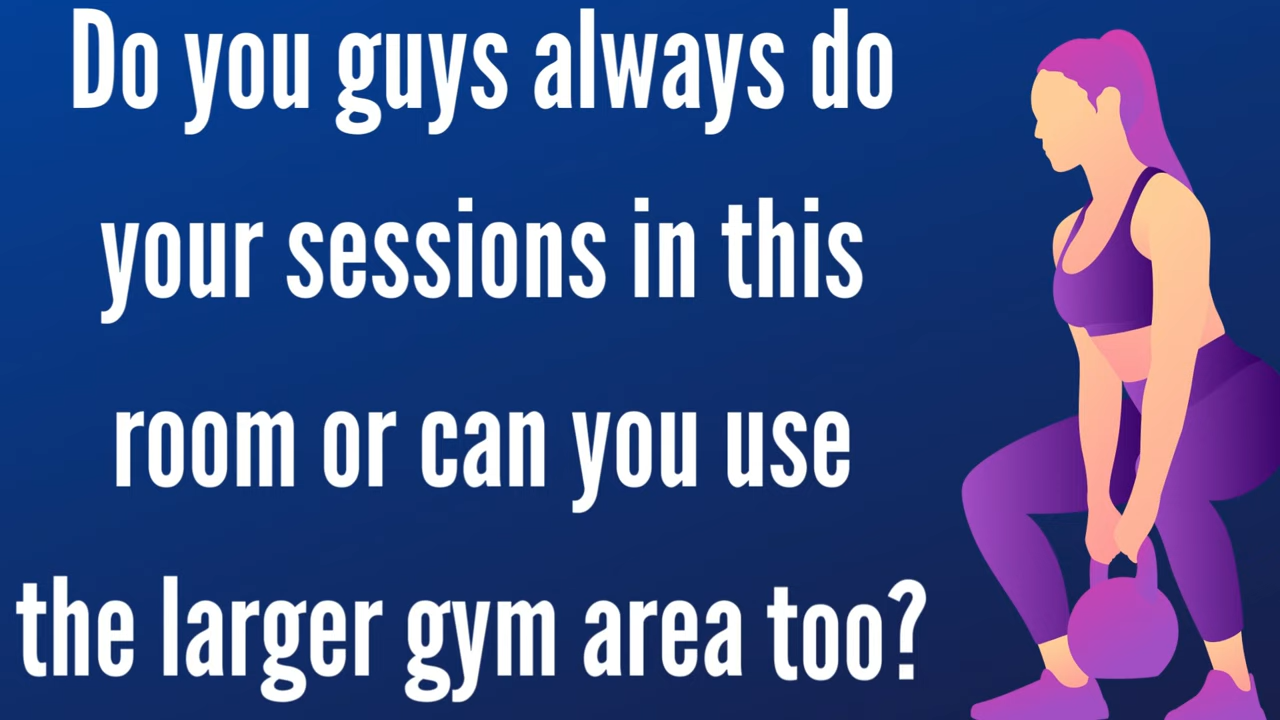 Do you guys always do
your sessions in this
room or can you use
the larger gym area too?